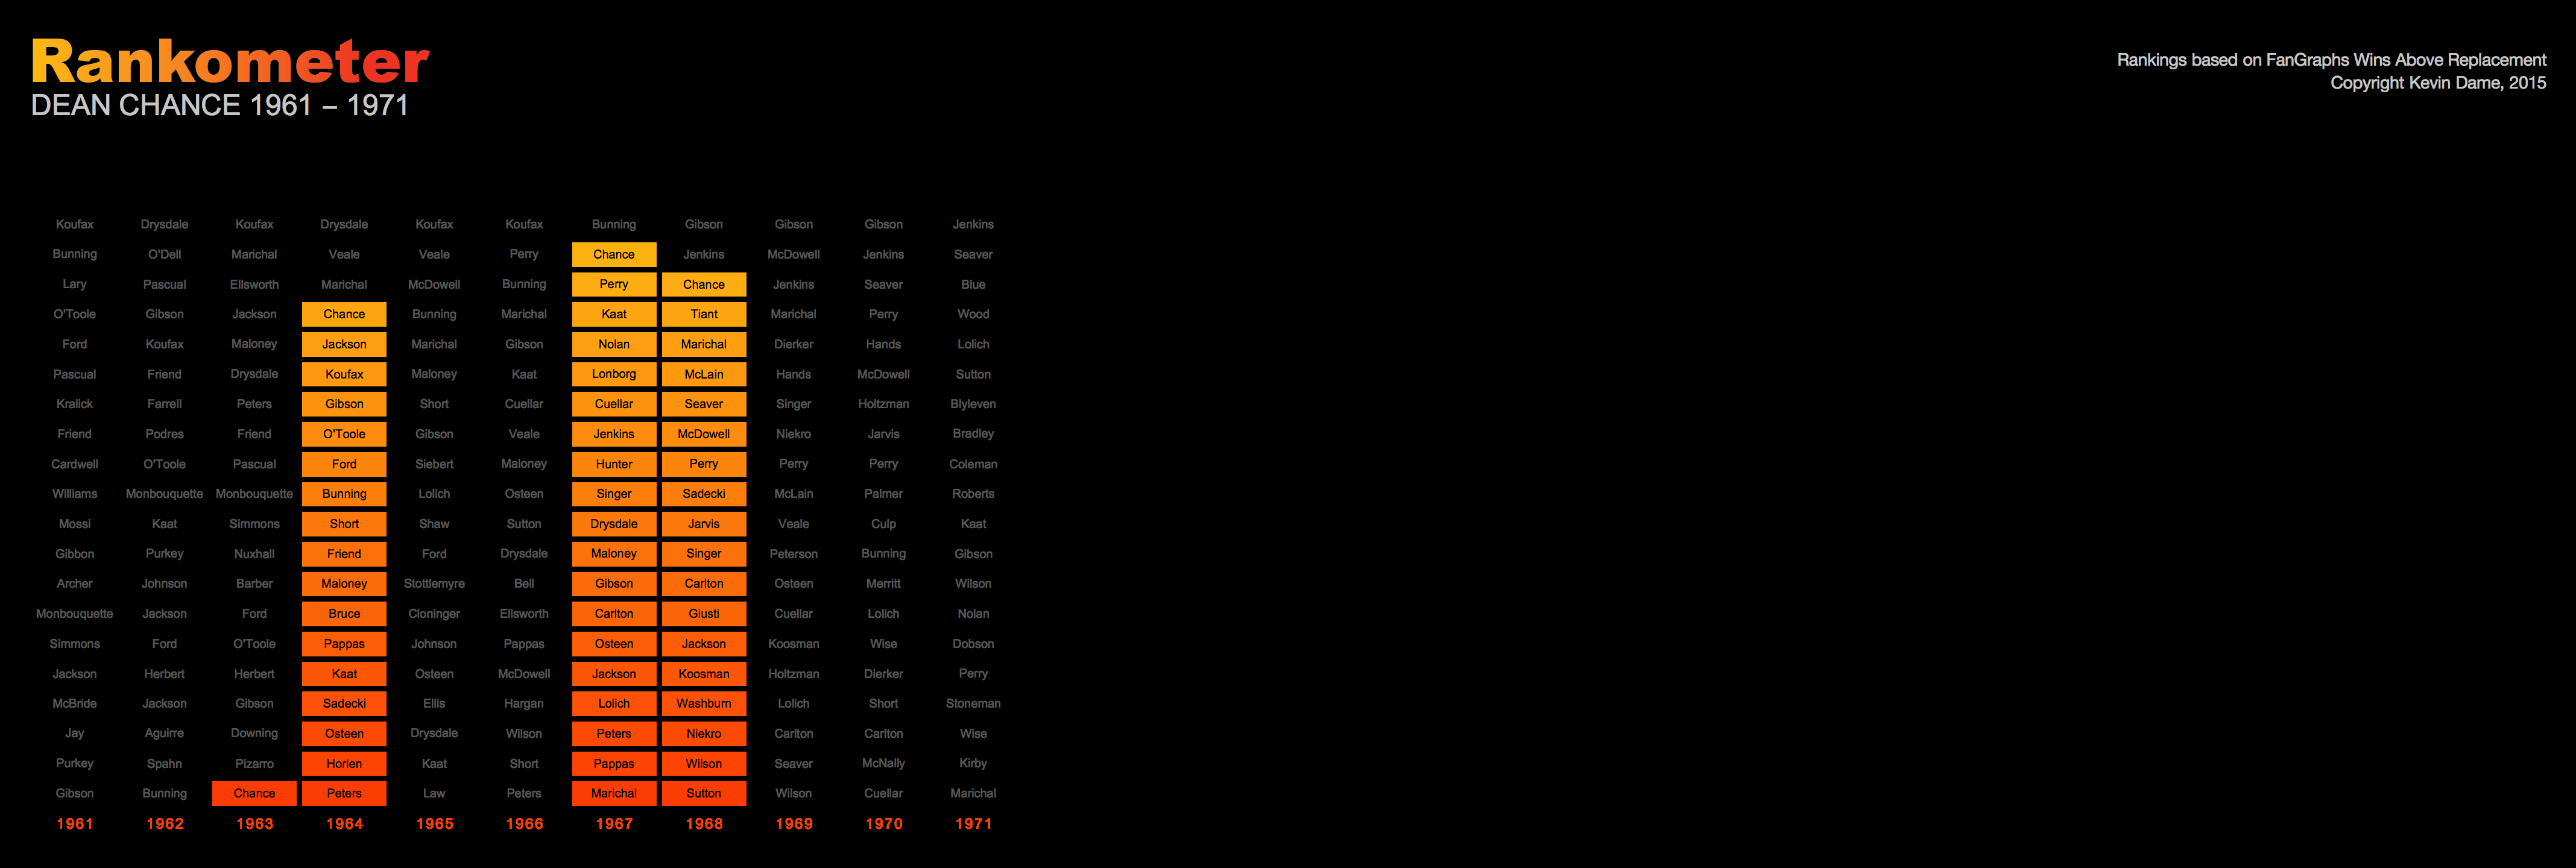 Rankometer
DEAN CHANCE 1961 – 1971
Rankings based on FanGraphs Wins Above Replacement
Copyright Kevin Dame, 2015
Koufax Drysdale Koufax Drysdale Koufax Koufax Bunning Gibson Gibson Gibson Jenkins
Bunning O'Dell Marichal Veale Veale Perry Chance Jenkins McDowell Jenkins Seaver
Lary Pascual Ellsworth Marichal McDowell Bunning Perry Chance Jenkins Seaver Blue
O'Toole Gibson Jackson Chance Bunning Marichal Kaat Tiant Marichal Perry Wood
Ford Koufax Maloney Jackson Marichal Gibson Nolan Marichal Dierker Hands Lolich
Pascual Friend Drysdale Koufax Maloney Kaat Lonborg McLain Hands McDowell Sutton
Kralick Farrell Peters Gibson Short Cuellar Cuellar Seaver Singer Holtzman Blyleven
Friend Podres Friend O'Toole Gibson Veale Jenkins McDowell Niekro Jarvis Bradley
Cardwell O'Toole Pascual Ford Siebert Maloney Hunter Perry Perry Perry Coleman
Williams Monbouquette Monbouquette Bunning Lolich Osteen Singer Sadecki McLain Palmer Roberts
Mossi Kaat Simmons Short Shaw Sutton Drysdale Jarvis Veale Culp Kaat
Gibbon Purkey Nuxhall Friend Ford Drysdale Maloney Singer Peterson Bunning Gibson
Archer Johnson Barber Maloney Stottlemyre Bell Gibson Carlton Osteen Merritt Wilson
Monbouquette Jackson Ford Bruce Cloninger Ellsworth Carlton Giusti Cuellar Lolich Nolan
Simmons Ford O'Toole Pappas Johnson Pappas Osteen Jackson Koosman Wise Dobson
Jackson Herbert Herbert Kaat Osteen McDowell Jackson Koosman Holtzman Dierker Perry
McBride Jackson Gibson Sadecki Ellis Hargan Lolich Washburn Lolich Short Stoneman
Jay Aguirre Downing Osteen Drysdale Wilson Peters Niekro Carlton Carlton Wise
Purkey Spahn Pizarro Horlen Kaat Short Pappas Wilson Seaver McNally Kirby
Gibson Bunning Chance Peters Law Peters Marichal Sutton Wilson Cuellar Marichal
1961 1962 1963 1964 1965 1966 1967 1968 1969 1970 1971